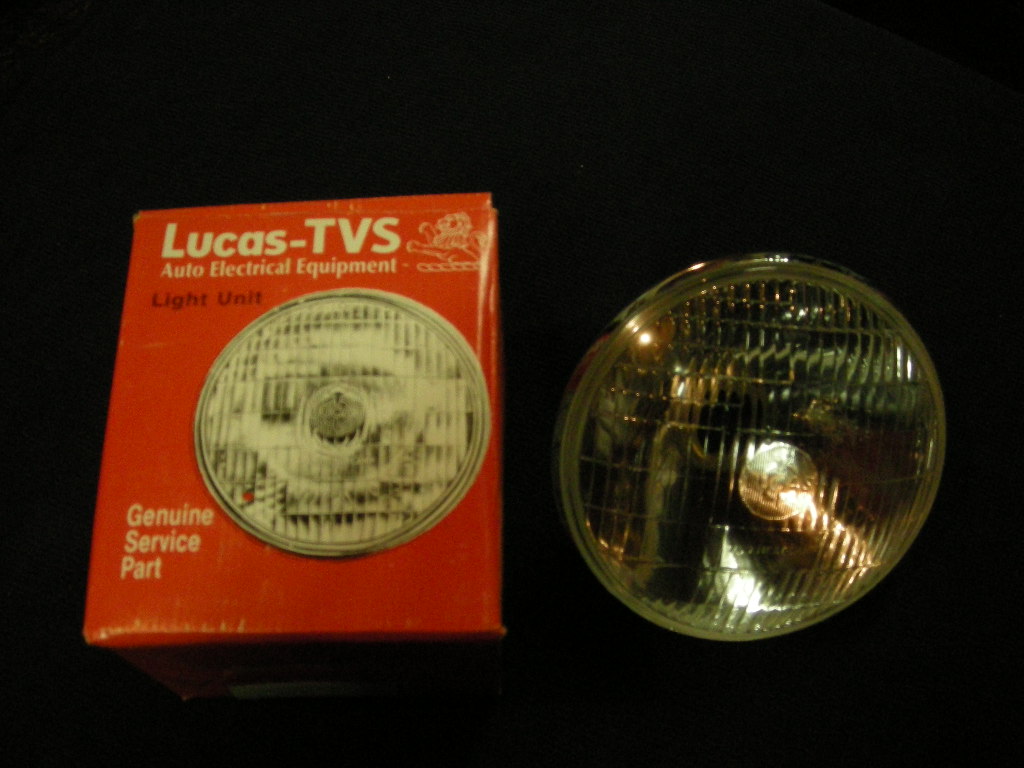 Lucas-TVS
Auto Electrical Equipment
Light Unit
Genuine
Service
Part